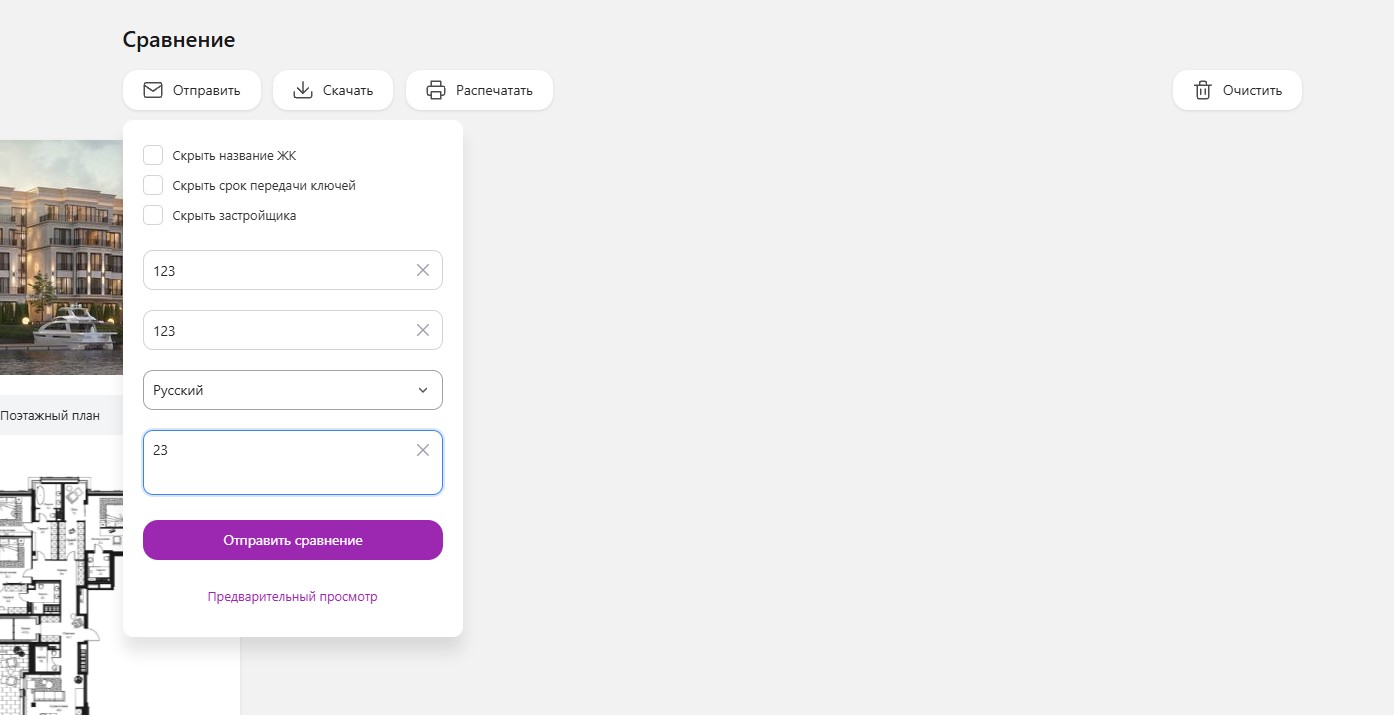 Сравнение
Отправить
Скачать
Распечатать
Очистить
Скрыть название ЖК
Скрыть срок передачи ключей
Скрыть застройщика
123
123
Русский
23
Отправить сравнение
Предварительный просмотр
Поэтажный план